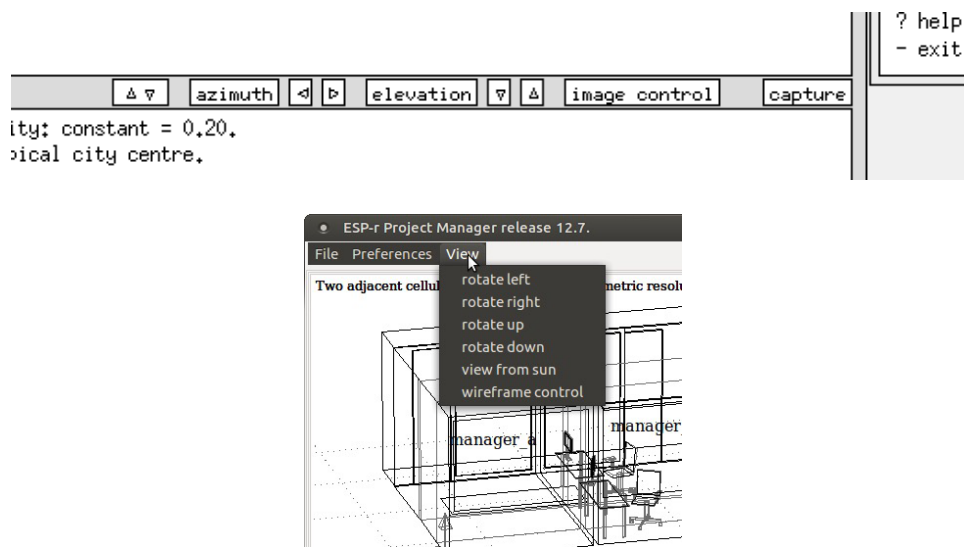 ? help
- exit
azimuth elevation image control capture
ity: constant = 0.20.
pical city centre.
ESP-r Project Manager release 12.7.
File Preferences View
rotate left
Two adjacent cellul
metric resolu
rotate right
rotate up
rotate down
view from sun
wireframe control
manager_a
manager